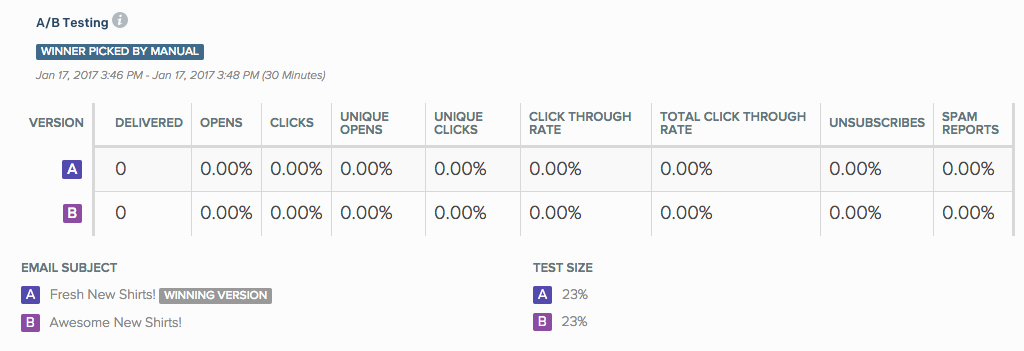 A/B Testing i
WINNER PICKED BY MANUAL
Jan 17, 2017 3:46 PM - Jan 17, 2017 3:48 PM (30 Minutes)
VERSION DELIVERED OPENS CLICKS UNIQUE OPENS UNIQUE CLICKS CLICK THROUGH RATE TOTAL CLICK THROUGH RATE UNSUBSCRIBES SPAM REPORTS
A 0 0.00% 0.00% 0.00% 0.00% 0.00% 0.00% 0.00% 0.00%
B 0 0.00% 0.00% 0.00% 0.00% 0.00% 0.00% 0.00% 0.00%
EMAIL SUBJECT TEST SIZE
A Fresh New Shirts! WINNING VERSION A 23%
B Awesome New Shirts! B 23%